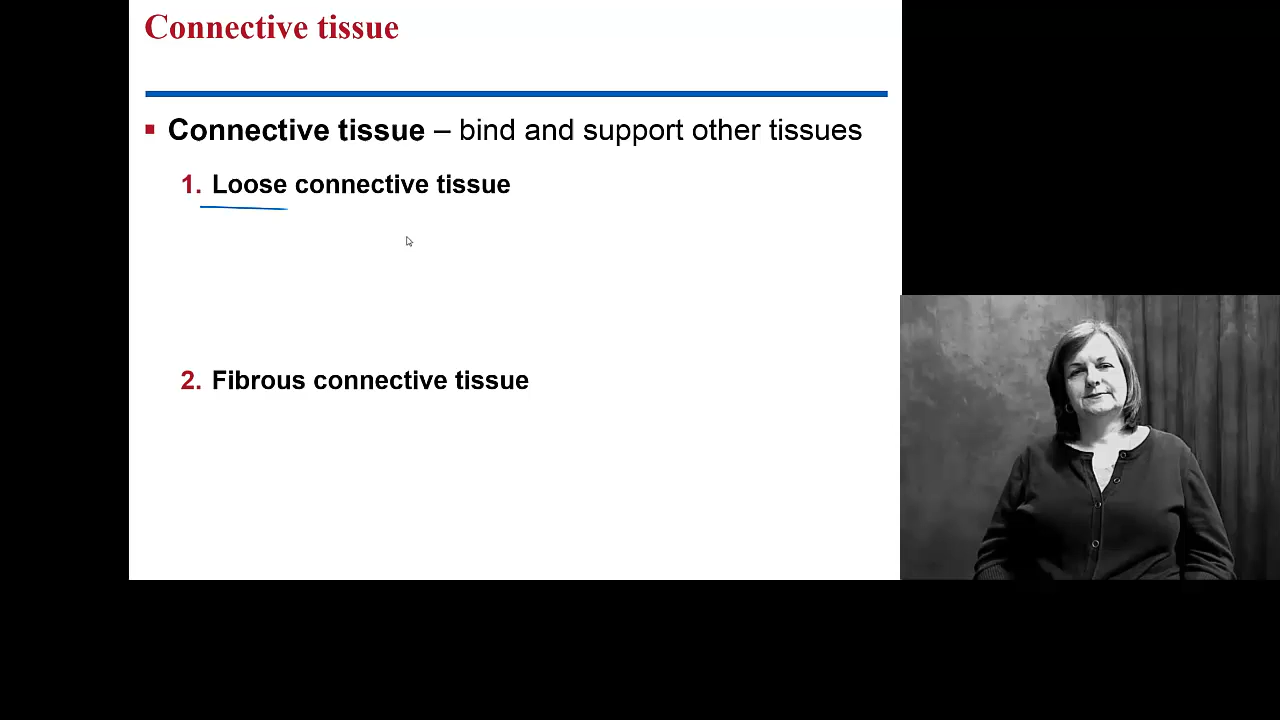 Connective tissue
Connective tissue – bind and support other tissues
1. Loose connective tissue
2. Fibrous connective tissue